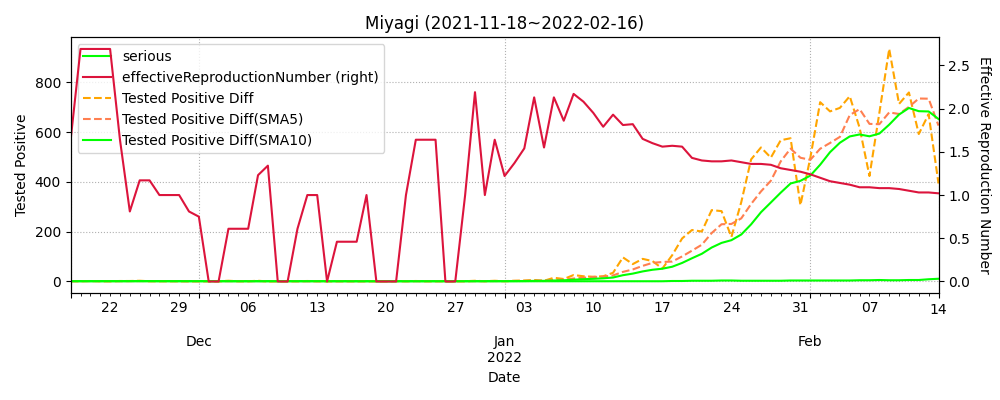 Miyagi (2021-11-18~2022-02-16)
serious
effectiveReproductionNumber (right)
Tested Positive Diff
Tested Positive Diff(SMA5)
Tested Positive Diff(SMA10)
Tested Positive
800
600
400
200
0
2.5
2.0
1.5
1.0
0.5
0.0
Effective Reproduction Number
22 29 06 13 20 27 03 10 17 24 31 07 14
Dec Jan Feb
2022
Date